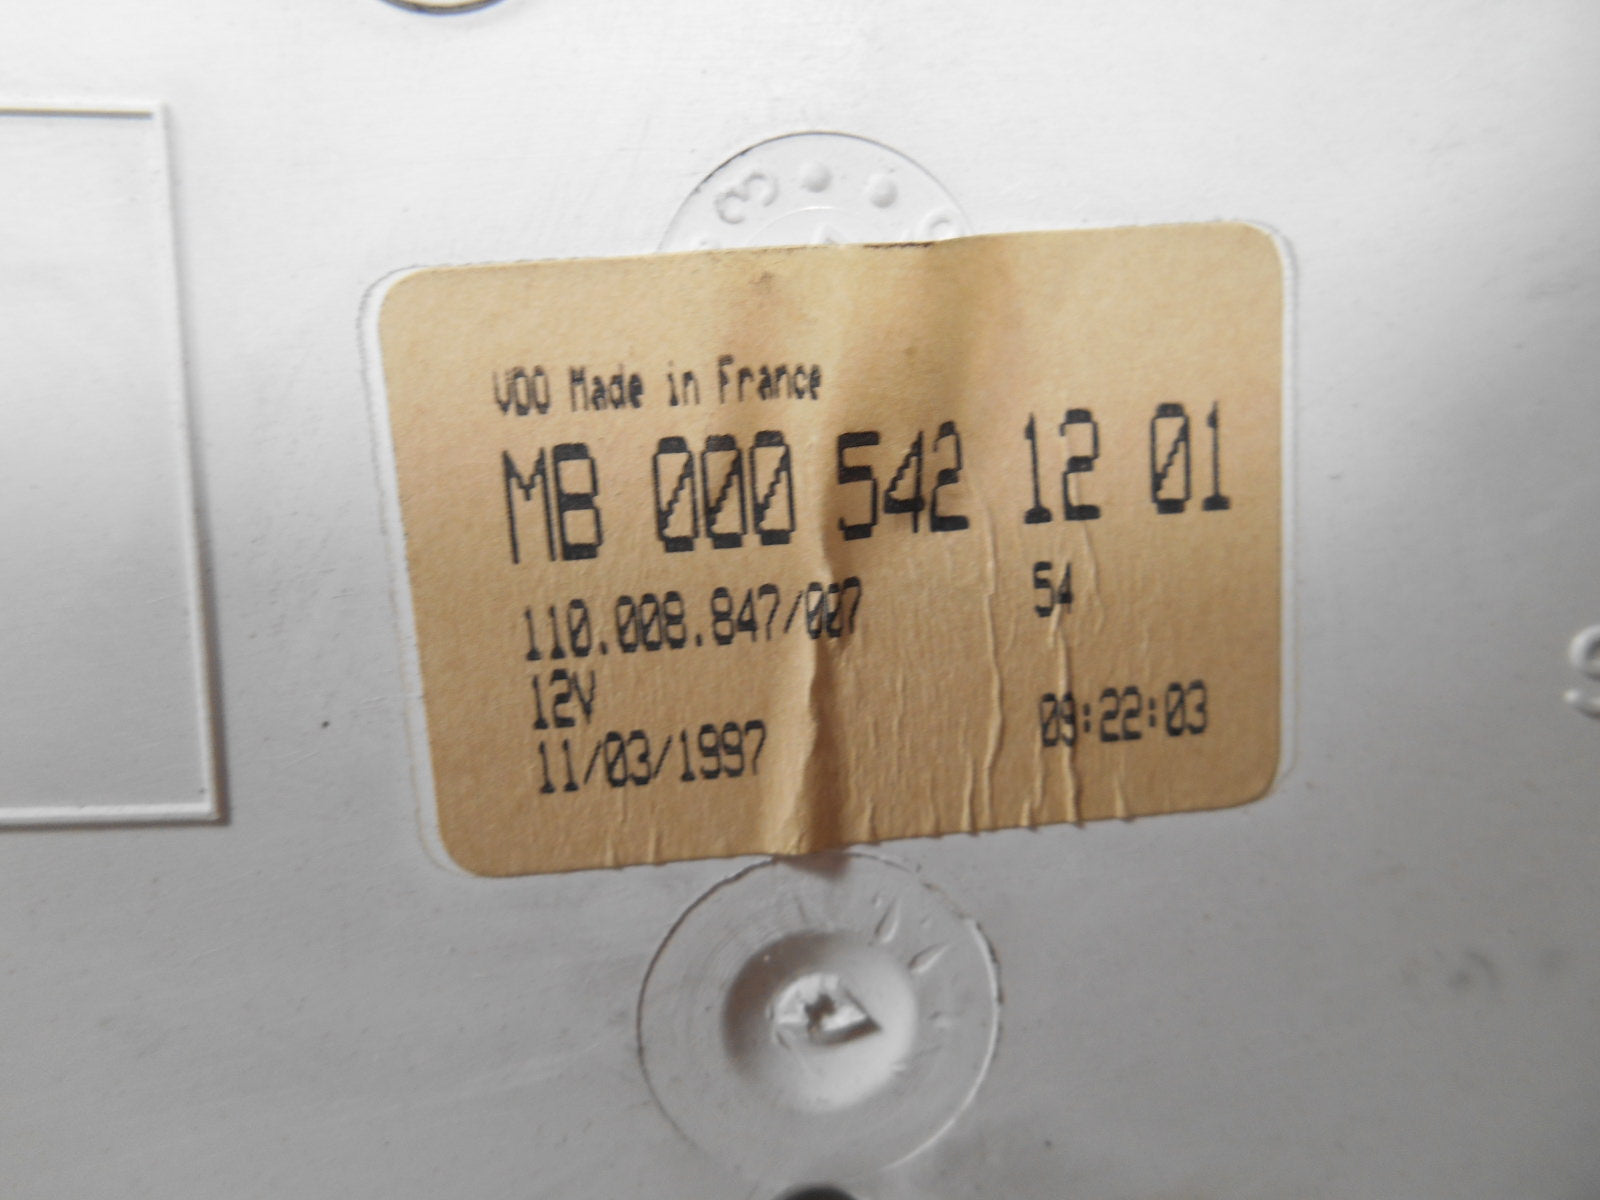 3
VDO Made in France
MB 000 542 12 01
110.008.847/007 54
12V
11/03/1997 09:22:03